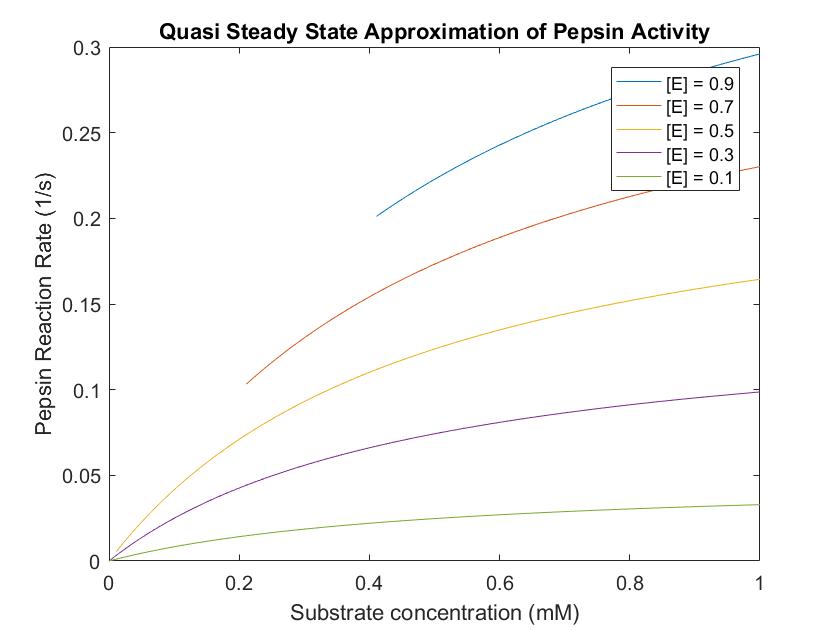 Quasi Steady State Approximation of Pepsin Activity
0.3
0.25
0.2
0.15
0.1
0.05
0
Pepsin Reaction Rate (1/s)
[E] = 0.9
[E] = 0.7
[E] = 0.5
[E] = 0.3
[E] = 0.1
0
0.2
0.4
0.6
0.8
1
Substrate concentration (mM)